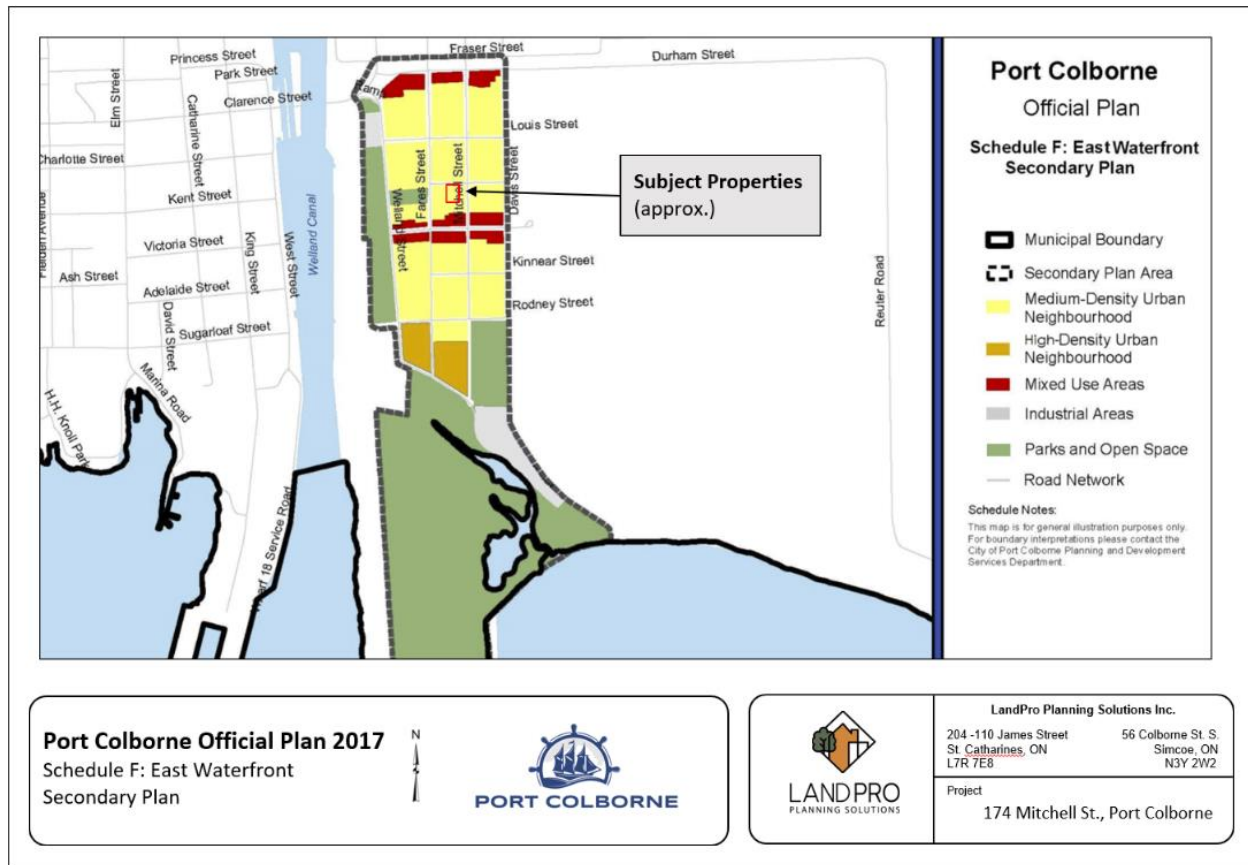 Fraser Street
Princess Street
Durham Street
Park Street
Ramp
Clarence Street
Elm Street
Catharine Street
Louis Street
Charlotte Street
Kent Street
Fares Street
Mitchell Street
Davis Street
Welland Street
Welland Canal
Fielden Avenue
Victoria Street
King Street
West Street
Ash Street
Kinnear Street
Adelaide Street
David Street
Rodney Street
Sugarloaf Street
Reuter Road
Marina Road
H.H. Knoll Park
Wharf 18 Service Road
Subject Properties
(approx.)
Port Colborne
Official Plan
Schedule F: East Waterfront
Secondary Plan
Municipal Boundary
Secondary Plan Area
Medium-Density Urban
Neighbourhood
High-Density Urban
Neighbourhood
Mixed Use Areas
Industrial Areas
Parks and Open Space
Road Network
Schedule Notes:
This map is for general illustration purposes only.
For boundary interpretations please contact the
City of Port Colborne Planning and Development
Services Department.
Port Colborne Official Plan 2017
Schedule F: East Waterfront
Secondary Plan
N
PORT COLBORNE
LANDPRO
PLANNING SOLUTIONS
LandPro Planning Solutions Inc.
204 -110 James Street
St. Catharines, ON
L7R 7E8
56 Colborne St. S.
Simcoe, ON
N3Y 2W2
Project
174 Mitchell St., Port Colborne